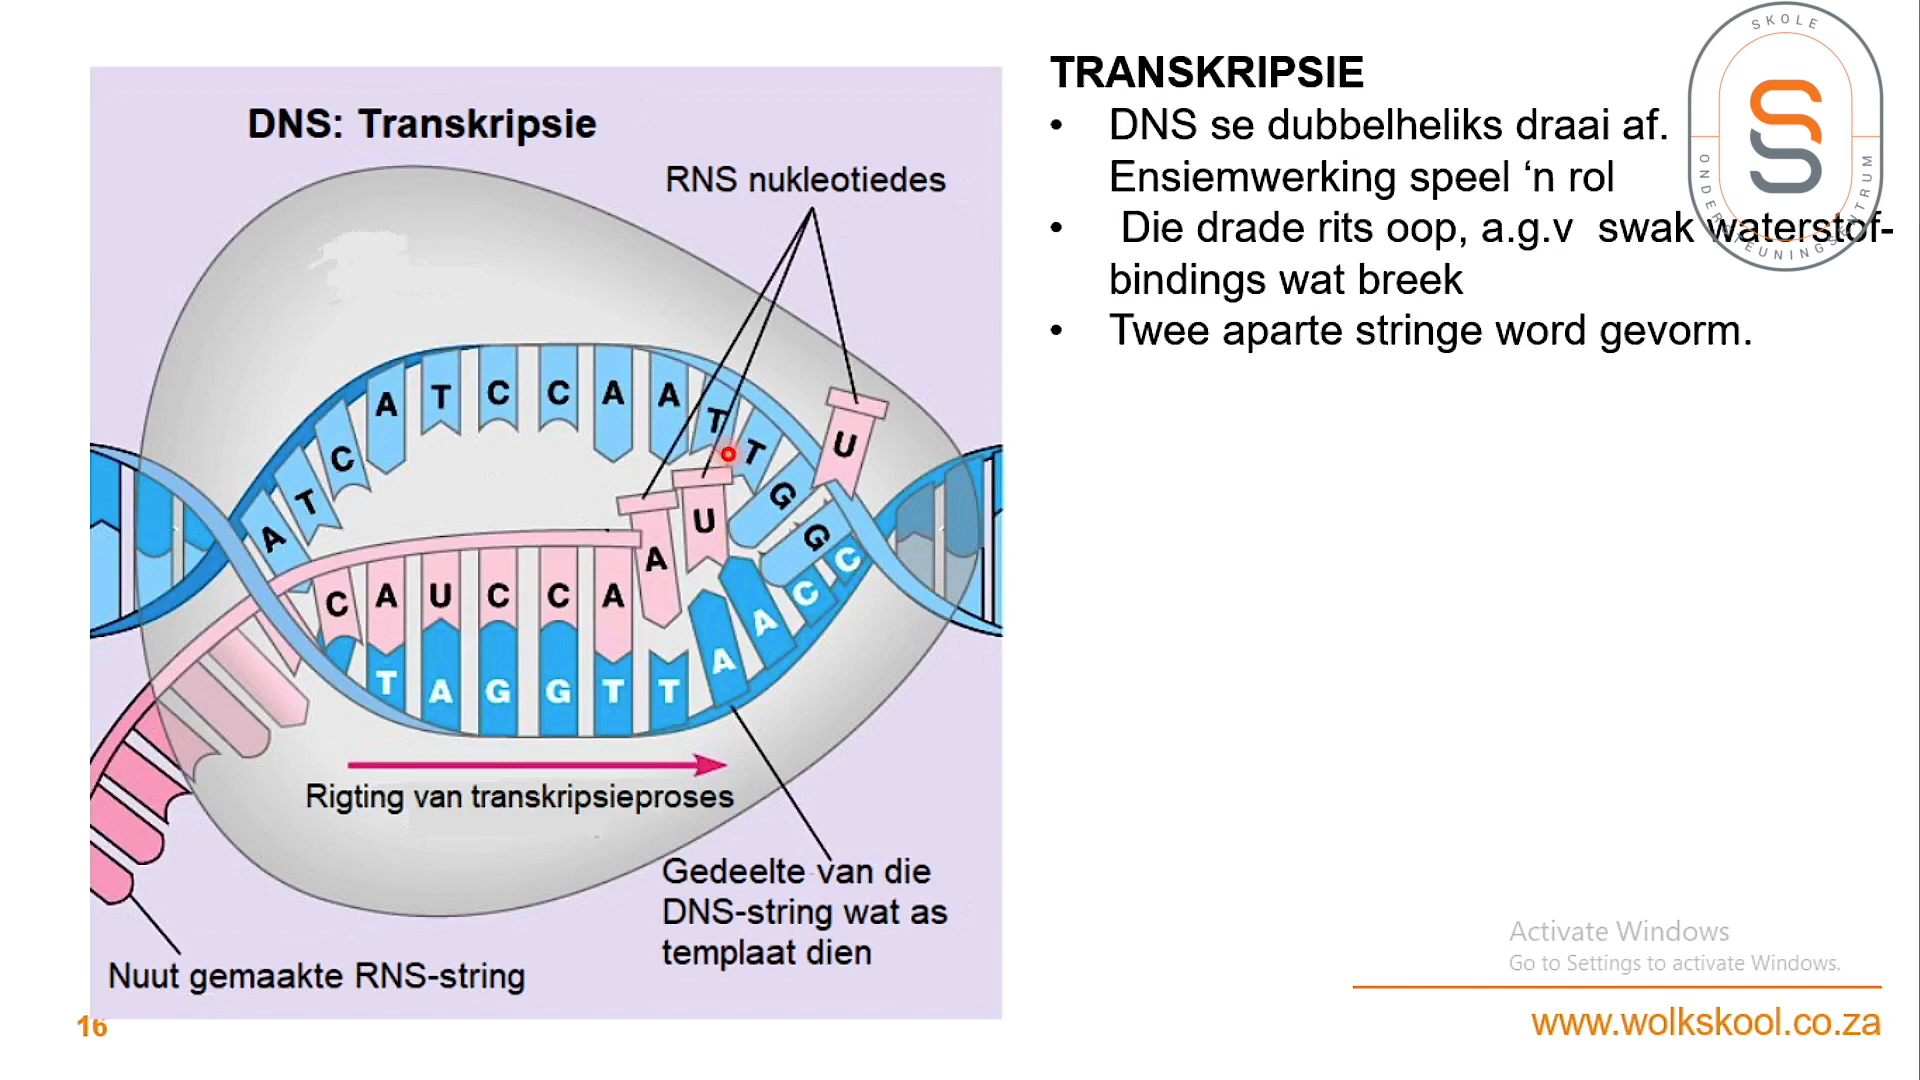 TRANSKRIPSIE
• DNS se dubbelheliks draai af.
Ensiemwerking speel ‘n rol
• Die drade rits oop, a.g.v swak waterstof-
bindings wat breek
• Twee aparte stringe word gevorm.
SKOLE
ONDERSTEUNINGSENTRUM
DNS: Transkripsie
RNS nukleotiedes
A T C A T C C A A T T G G
U
U
A
C A U C C A
T A G G T T A A C C
Rigting van transkripsieproses
Gedeelte van die
DNS-string wat as
templaat dien
Nuut gemaakte RNS-string
16
Activate Windows
Go to Settings to activate Windows.
www.wolkskool.co.za